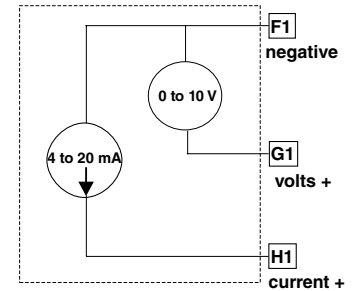 F1
negative
0 to 10 V
4 to 20 mA
G1
volts +
H1
current +